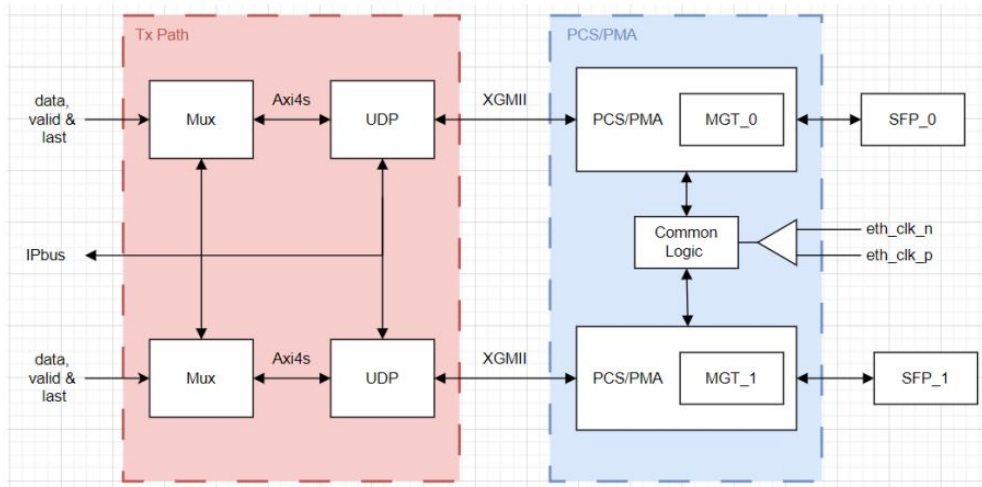 Tx Path
PCS/PMA
data,
valid &
last
Mux
Axi4s
UDP
XGMII
PCS/PMA
MGT_0
SFP_0
Common
Logic
eth_clk_n
eth_clk_p
IPbus
data,
valid &
last
Mux
Axi4s
UDP
XGMII
PCS/PMA
MGT_1
SFP_1